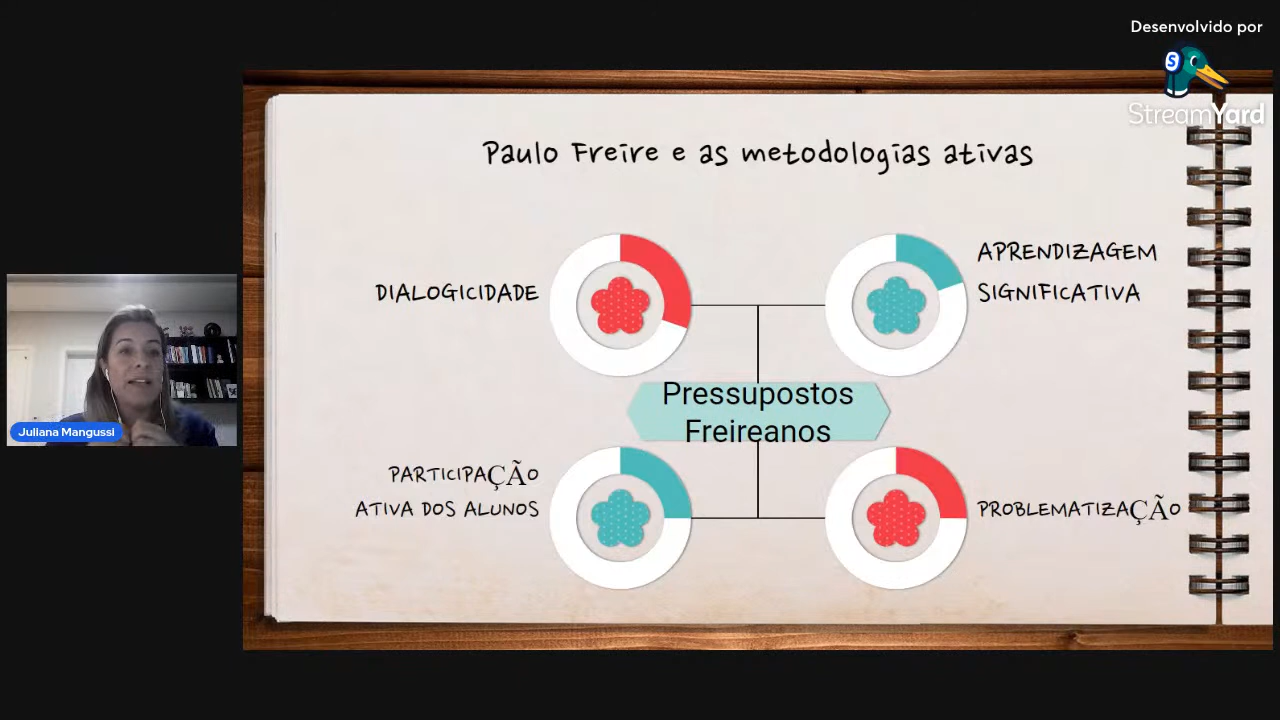 Desenvolvido por
S
StreamYard
Paulo Freire e as metodologias ativas
DIALOGICIDADE
APRENDIZAGEM
SIGNIFICATIVA
Pressupostos
Freireanos
PARTICIPAÇÃO
ATIVA DOS ALUNOS
PROBLEMATIZAÇÃO
Juliana Mangussi